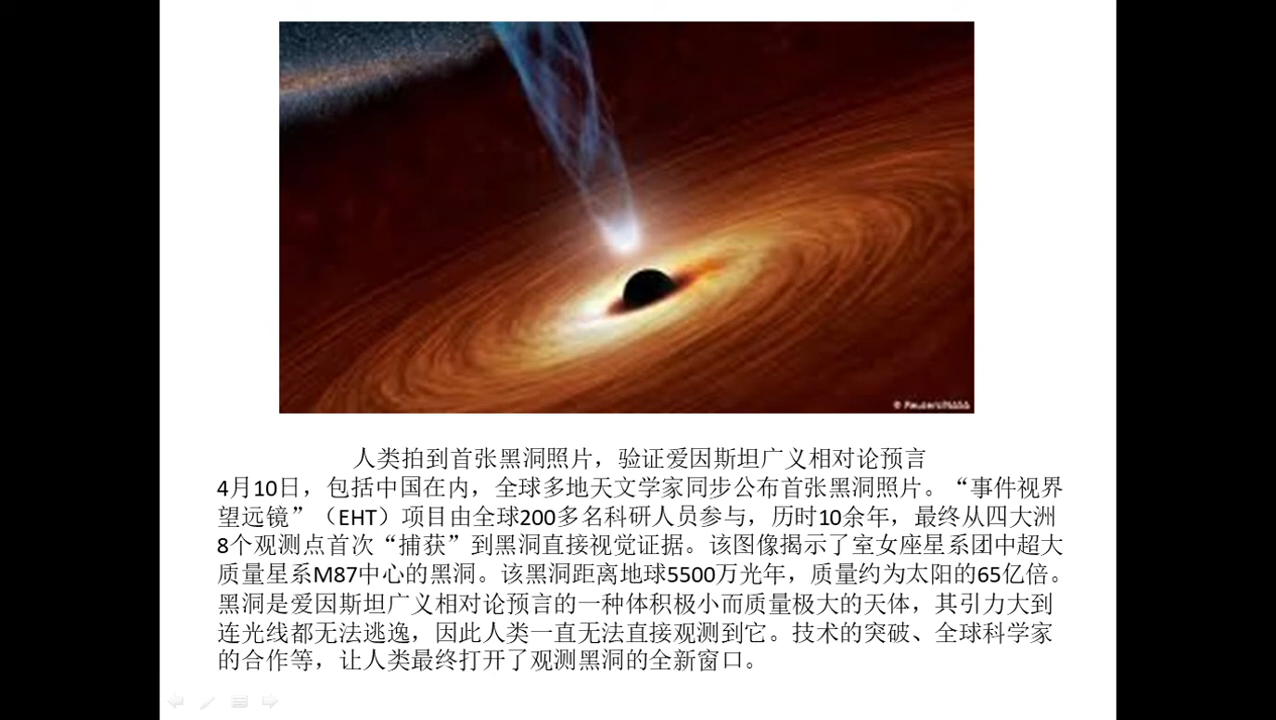 © Reuters/NASA
人类拍到首张黑洞照片，验证爱因斯坦广义相对论预言
4月10日，包括中国在内，全球多地天文学家同步公布首张黑洞照片。“事件视界
望远镜”（EHT）项目由全球200多名科研人员参与，历时10余年，最终从四大洲
8个观测点首次“捕获”到黑洞直接视觉证据。该图像揭示了室女座星系团中超大
质量星系M87中心的黑洞。该黑洞距离地球5500万光年，质量约为太阳的65亿倍。
黑洞是爱因斯坦广义相对论预言的一种体积极小而质量极大的天体，其引力大到
连光线都无法逃逸，因此人类一直无法直接观测到它。技术的突破、全球科学家
的合作等，让人类最终打开了观测黑洞的全新窗口。